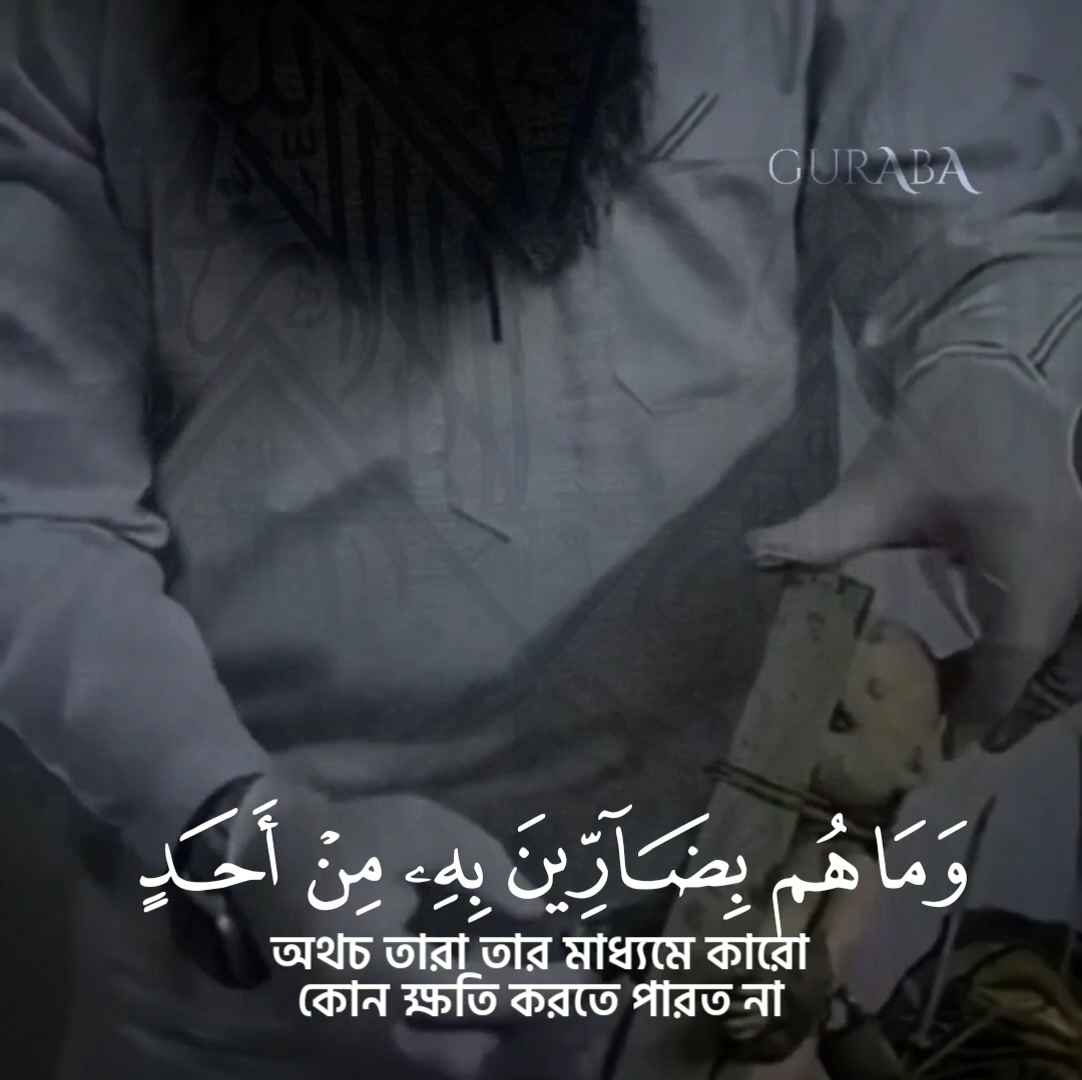 GURABA
وَمَا هُم بِضَآرِّينَ بِهِۦ مِنْ أَحَدٍ
অথচ তারা তার মাধ্যমে কারো
কোন ক্ষতি করতে পারত না